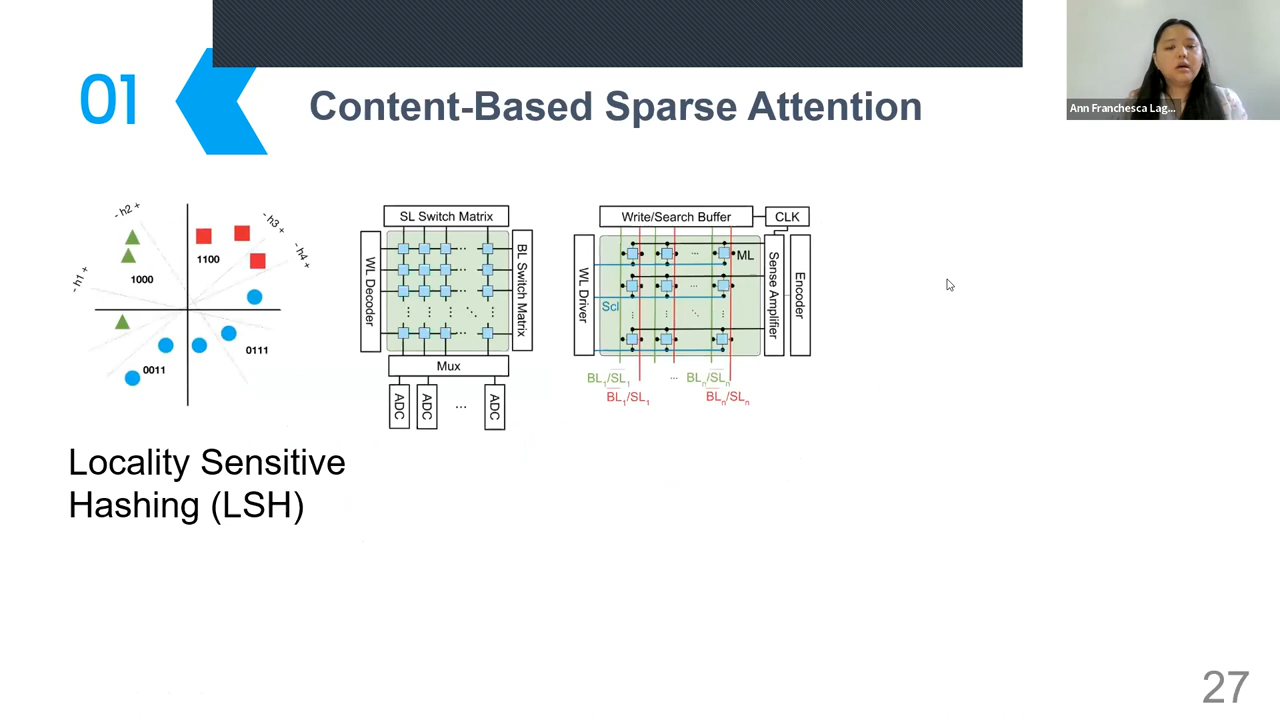 01
Content-Based Sparse Attention
Ann Franchesca Lag...
- h2 +
- h3 +
- h4 +
- h1 +
1100
1000
0111
0011
SL Switch Matrix
WL Decoder
BL Switch Matrix
Mux
ADC
ADC
...
ADC
Write/Search Buffer
CLK
WL Driver
ML
Scl
Sense Amplifier
Encoder
BL1/SL1
...
BLn/SLn
BL1/SL1
BLn/SLn
Locality Sensitive
Hashing (LSH)
27